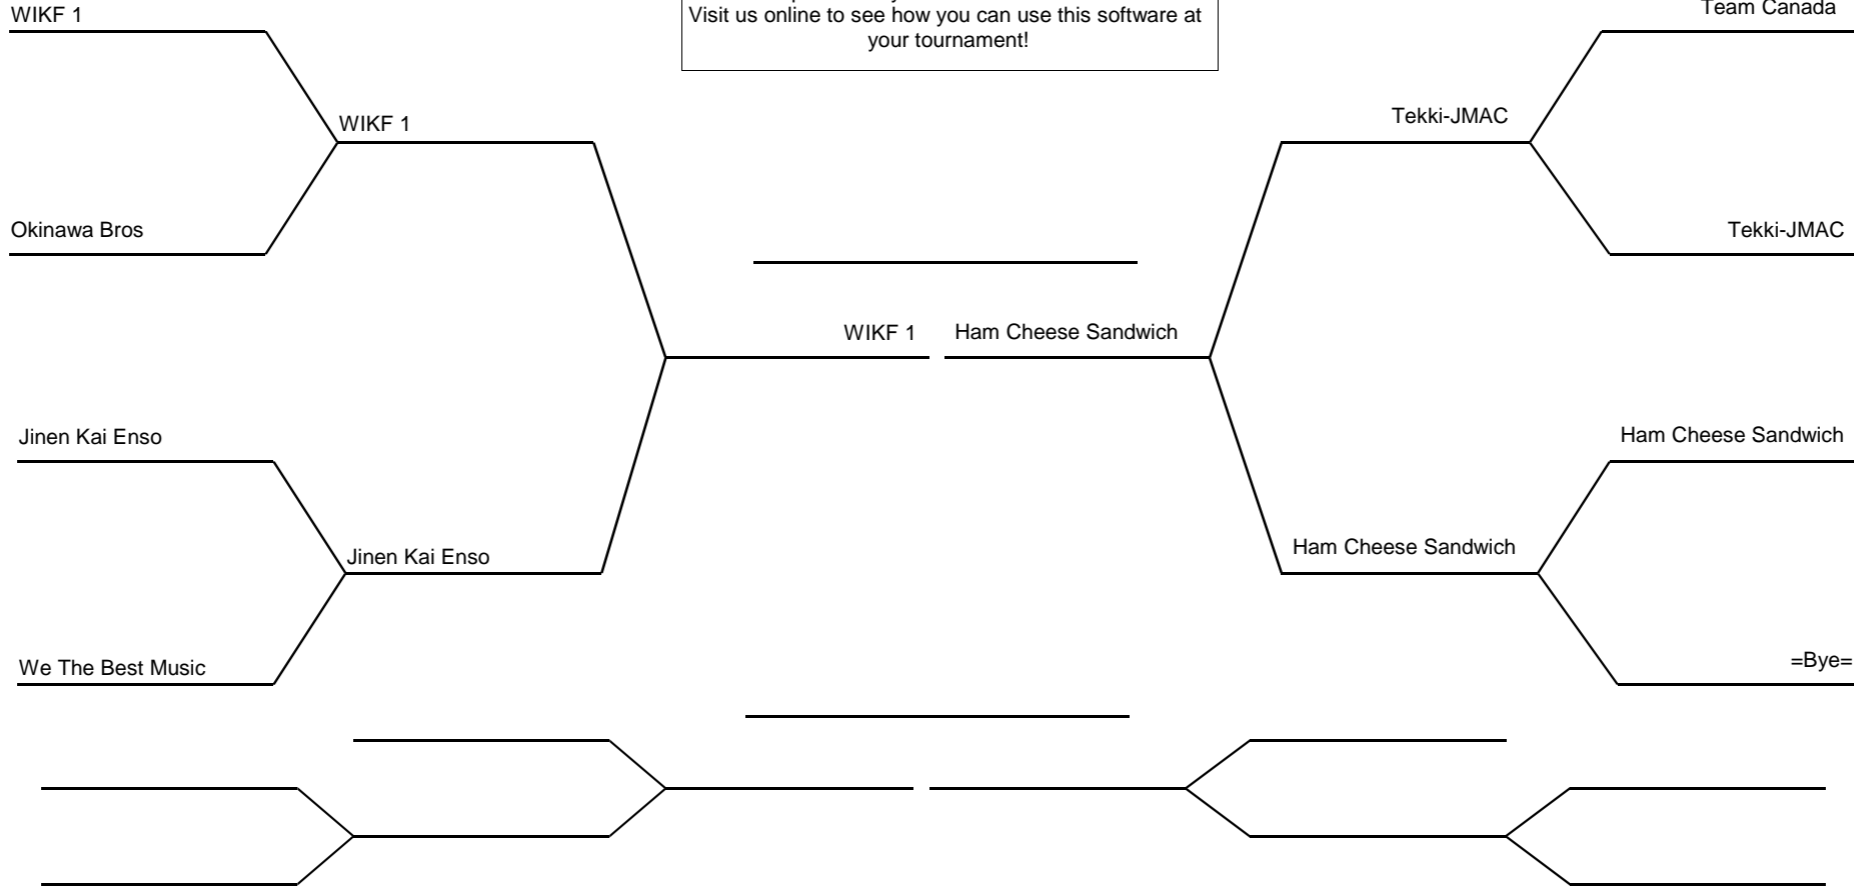 WIKF 1
Visit us online to see how you can use this software at
your tournament!
Team Canada
WIKF 1
Tekki-JMAC
Okinawa Bros
Tekki-JMAC
WIKF 1
Ham Cheese Sandwich
Jinen Kai Enso
Ham Cheese Sandwich
Jinen Kai Enso
Ham Cheese Sandwich
We The Best Music
=Bye=